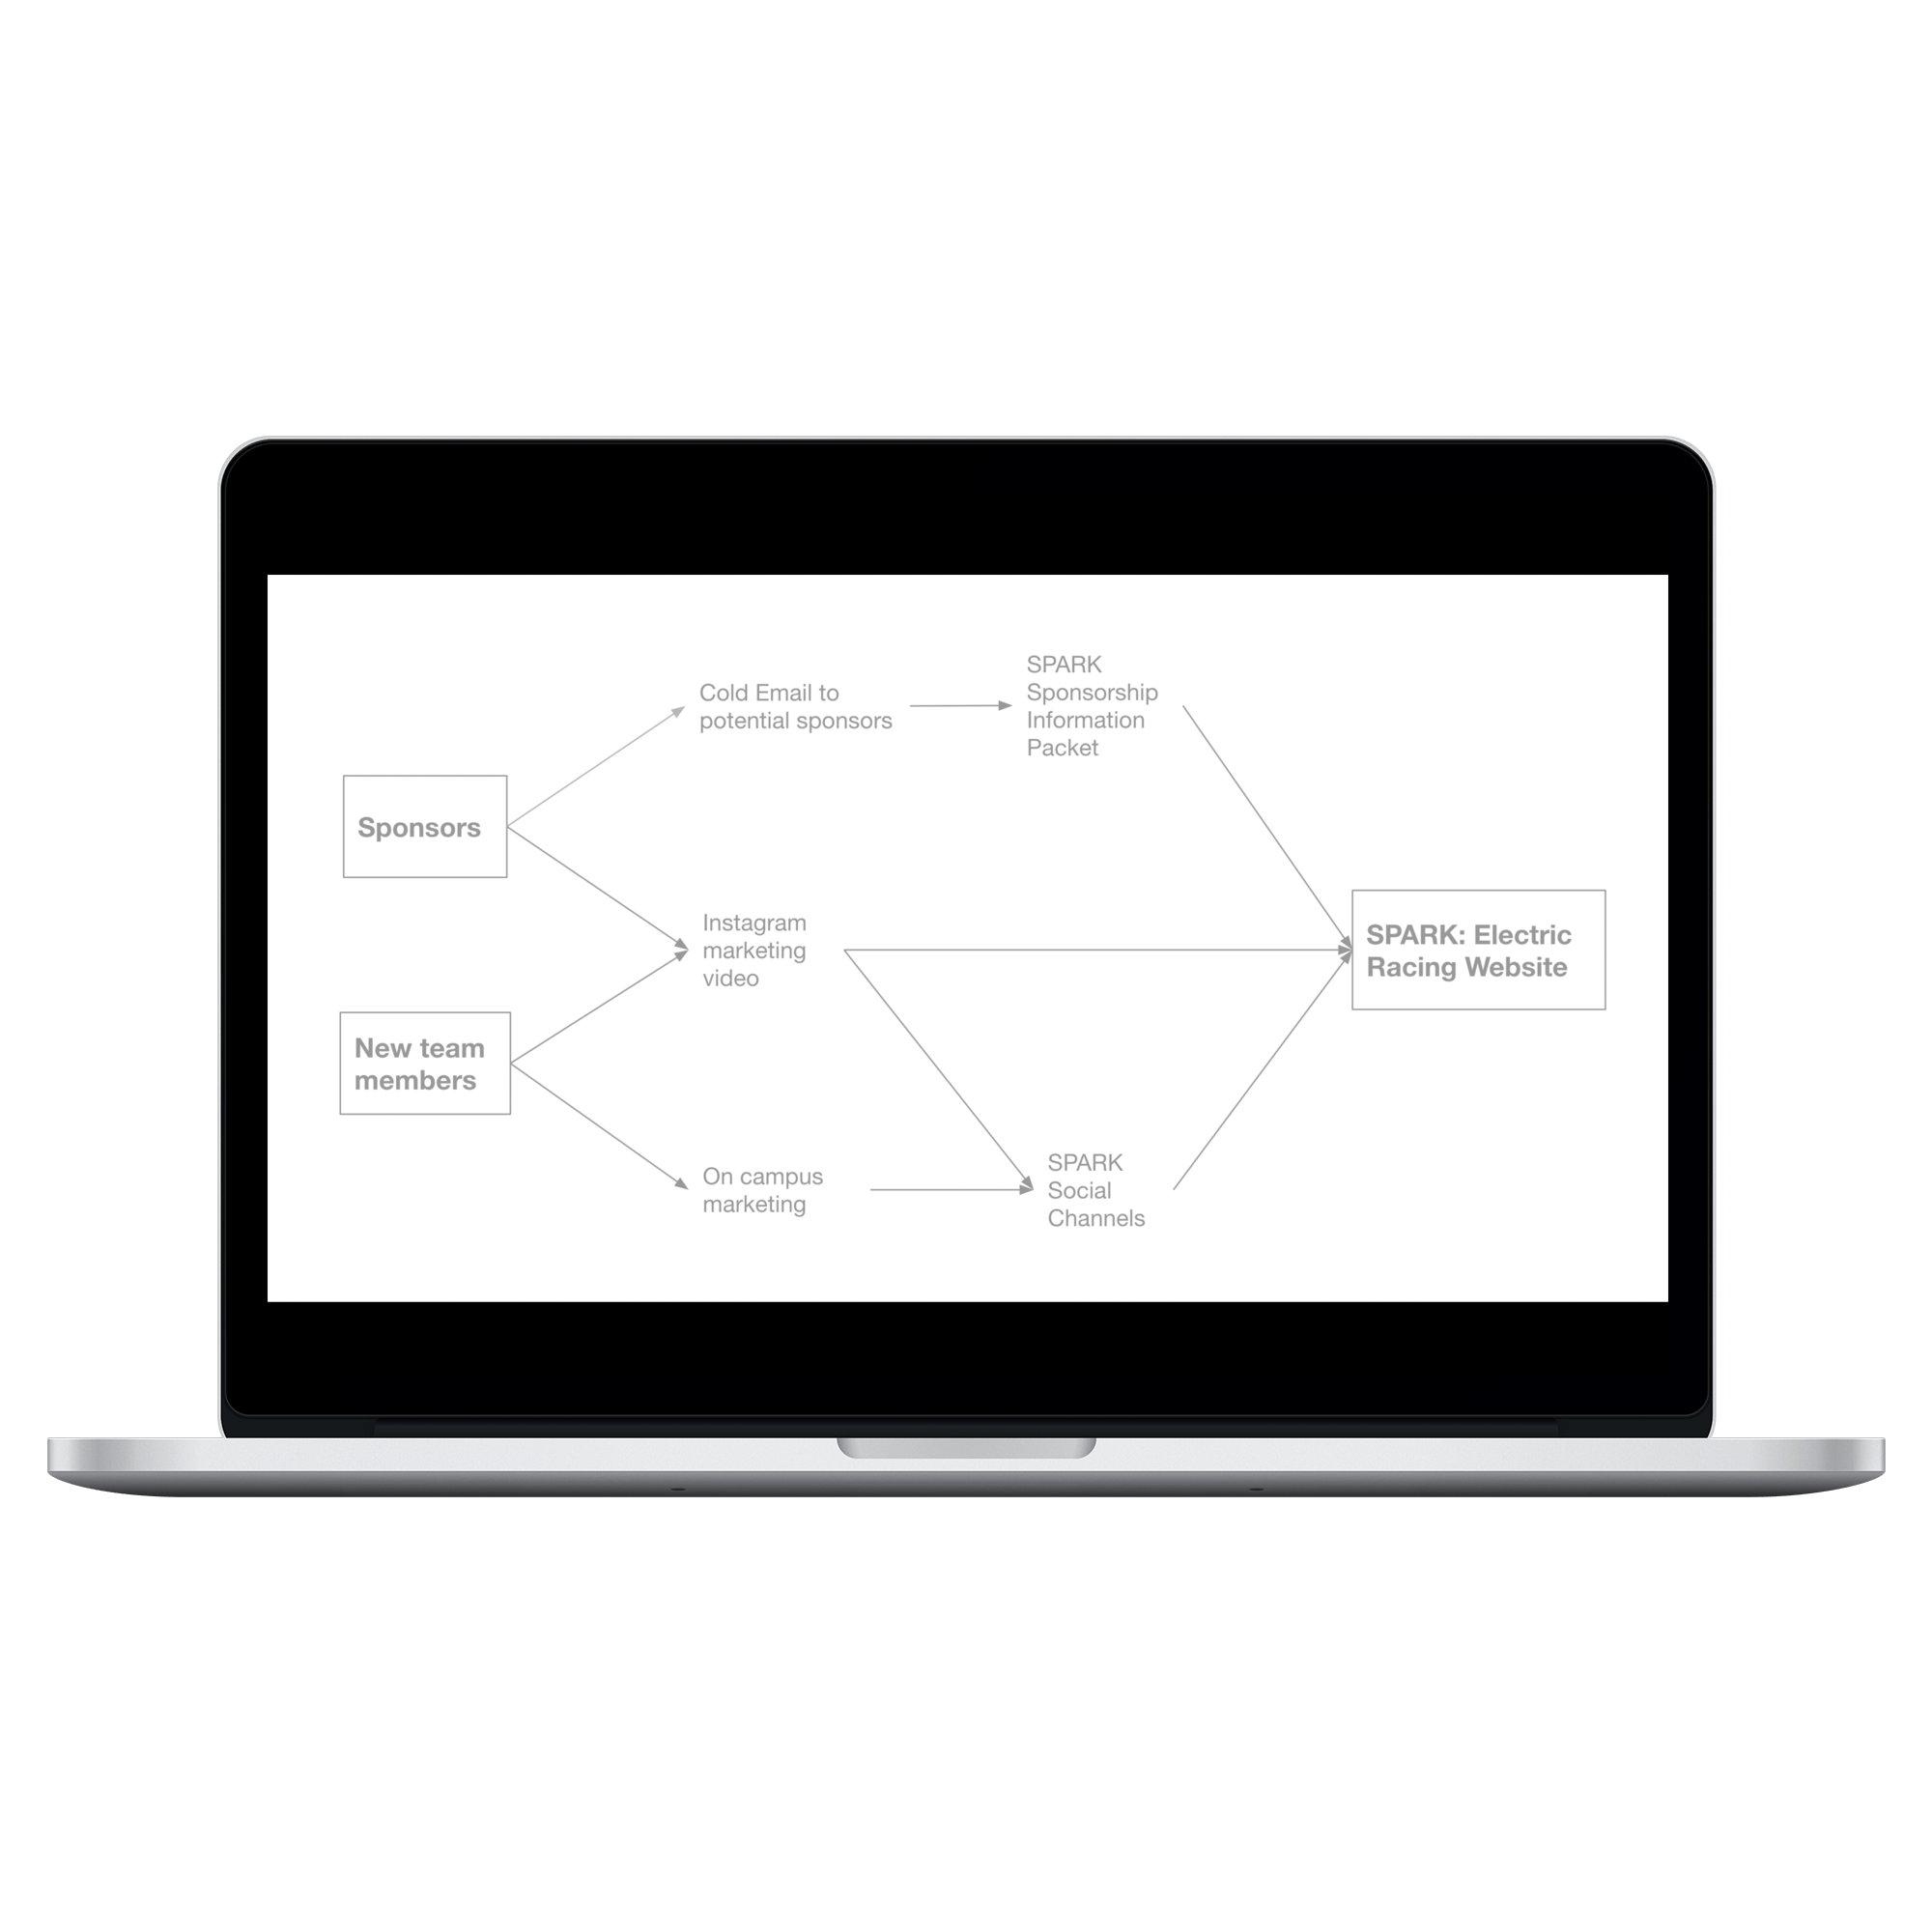 Cold Email to
potential sponsors
SPARK
Sponsorship
Information
Packet
Sponsors
Instagram
marketing
video
SPARK: Electric
Racing Website
New team
members
On campus
marketing
SPARK
Social
Channels